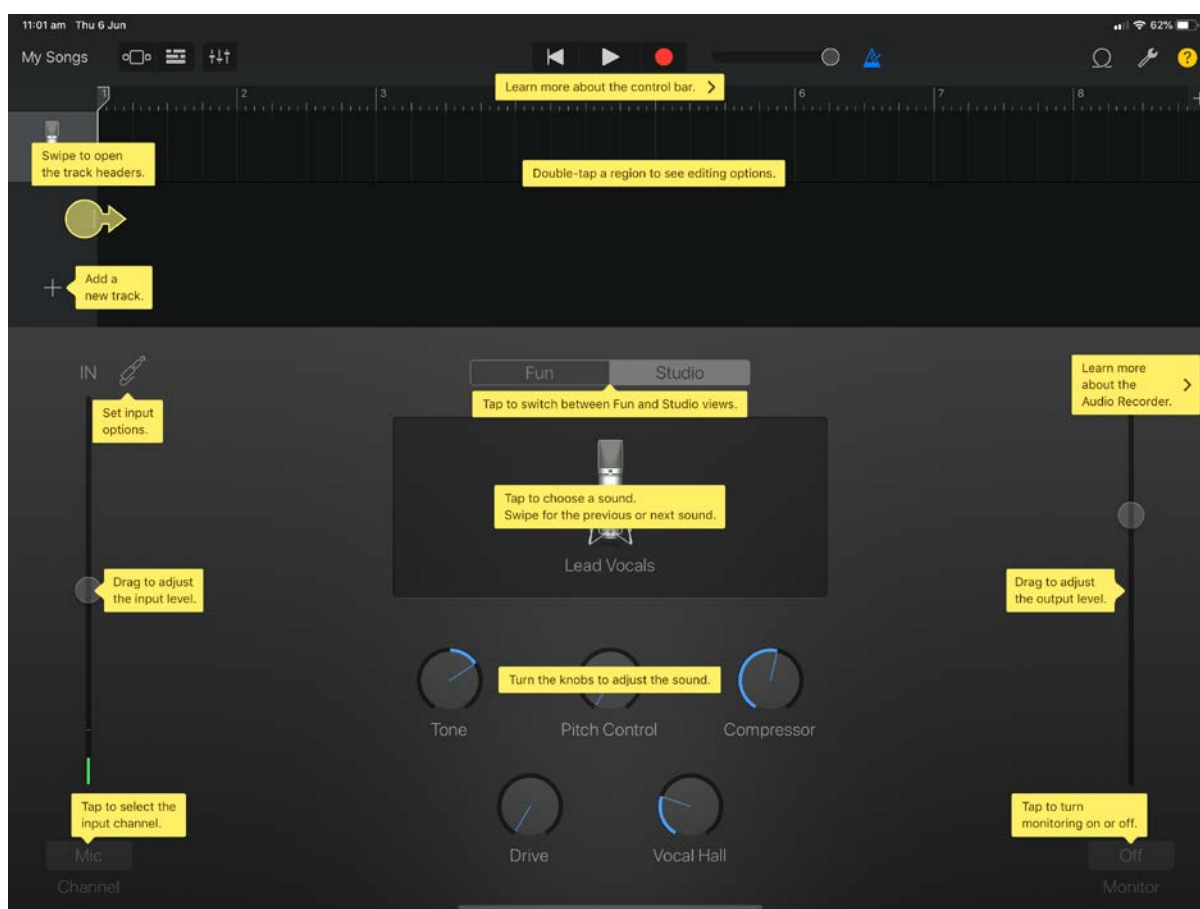 11:01 am Thu 6 Jun
62%
My Songs
?
Learn more about the control bar.
1
2
3
6
7
8
Swipe to open
the track headers.
Double-tap a region to see editing options.
Add a
new track.
IN
Fun
Studio
Learn more
about the
Audio Recorder.
Set input
options.
Tap to switch between Fun and Studio views.
Tap to choose a sound.
Swipe for the previous or next sound.
Lead Vocals
Drag to adjust
the input level.
Drag to adjust
the output level.
Turn the knobs to adjust the sound.
Tone
Pitch Control
Compressor
Tap to select the
input channel.
Tap to turn
monitoring on or off.
Mic
Drive
Vocal Hall
Off
Channel
Monitor